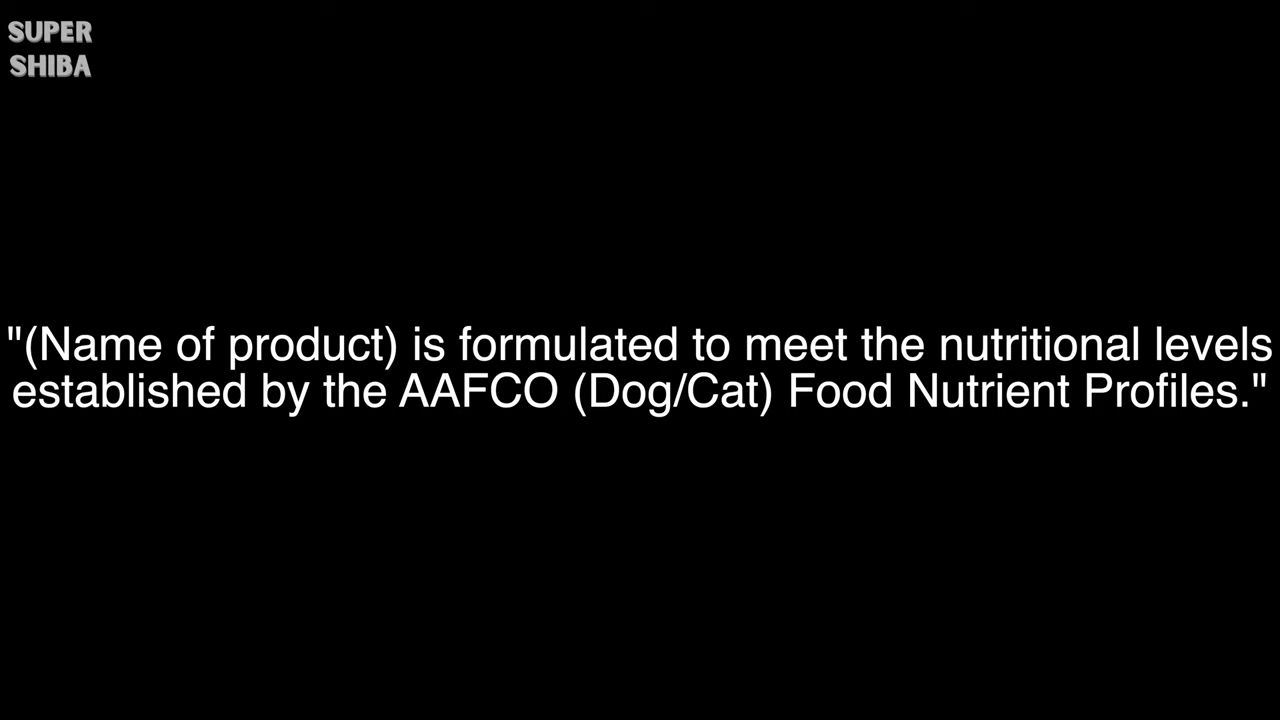 SUPER
SHIBA
"(Name of product) is formulated to meet the nutritional levels
established by the AAFCO (Dog/Cat) Food Nutrient Profiles."